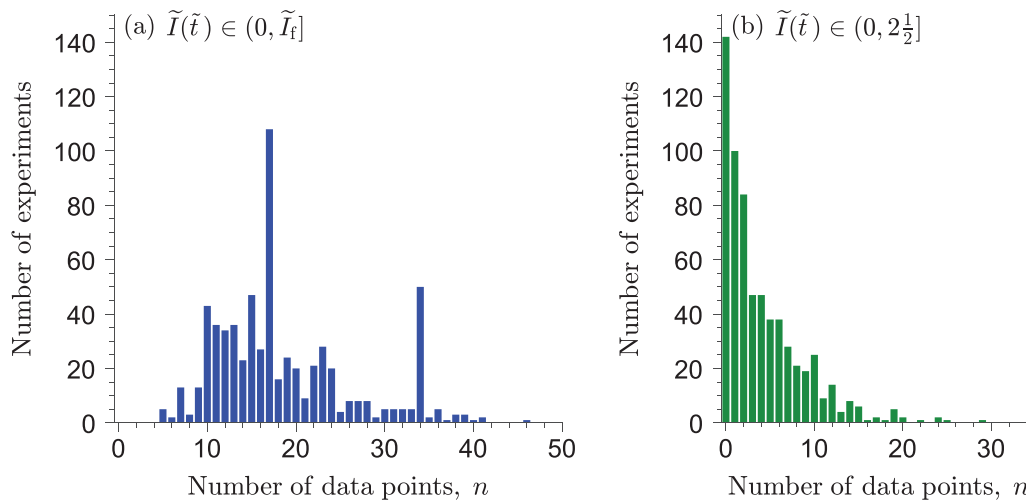 (a) Ĩ(t̃) ∈ (0, Ĩ_f]
Number of experiments
140
120
100
80
60
40
20
0
0 10 20 30 40 50
Number of data points, n
(b) Ĩ(t̃) ∈ (0, 2½]
Number of experiments
140
120
100
80
60
40
20
0
0 10 20 30
Number of data points, n